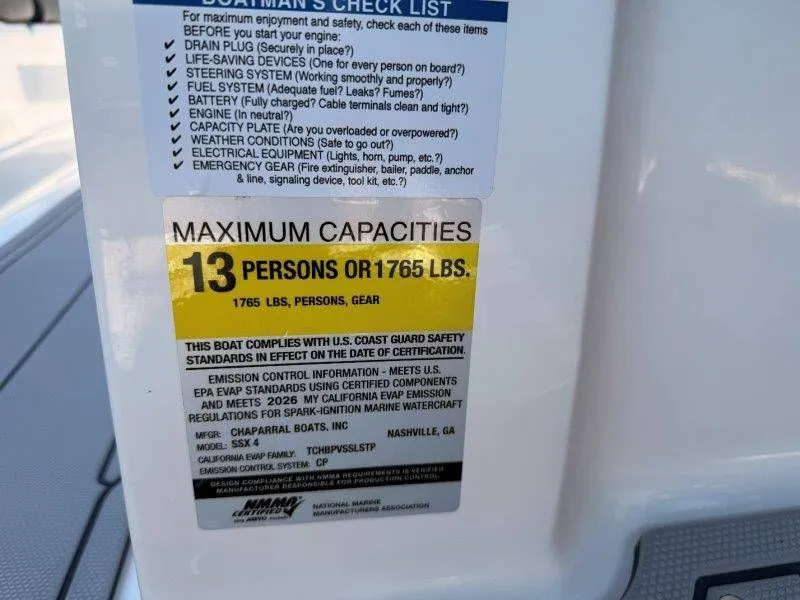 BOATMAN'S CHECK LIST
For maximum enjoyment and safety, check each of these items
BEFORE you start your engine:
✔ DRAIN PLUG (Securely in place?)
✔ LIFE-SAVING DEVICES (One for every person on board?)
✔ STEERING SYSTEM (Working smoothly and properly?)
✔ FUEL SYSTEM (Adequate fuel? Leaks? Fumes?)
✔ BATTERY (Fully charged? Cable terminals clean and tight?)
✔ ENGINE (In neutral?)
✔ CAPACITY PLATE (Are you overloaded or overpowered?)
✔ WEATHER CONDITIONS (Safe to go out?)
✔ ELECTRICAL EQUIPMENT (Lights, horn, pump, etc.?)
✔ EMERGENCY GEAR (Fire extinguisher, bailer, paddle, anchor
& line, signaling device, tool kit, etc.?)
MAXIMUM CAPACITIES
13 PERSONS OR 1765 LBS.
1765 LBS, PERSONS, GEAR
THIS BOAT COMPLIES WITH U.S. COAST GUARD SAFETY
STANDARDS IN EFFECT ON THE DATE OF CERTIFICATION.
EMISSION CONTROL INFORMATION - MEETS U.S.
EPA EVAP STANDARDS USING CERTIFIED COMPONENTS
AND MEETS 2026 MY CALIFORNIA EVAP EMISSION
REGULATIONS FOR SPARK-IGNITION MARINE WATERCRAFT
MFGR: CHAPARRAL BOATS, INC NASHVILLE, GA
MODEL: SSX 4
CALIFORNIA EVAP FAMILY: TCHBPVSSLSTP
EMISSION CONTROL SYSTEM: CP
DESIGN COMPLIANCE WITH NMMA REQUIREMENTS IS VERIFIED.
MANUFACTURER RESPONSIBLE FOR PRODUCTION CONTROL.
NMMA
CERTIFIED
NATIONAL MARINE
MANUFACTURERS ASSOCIATION